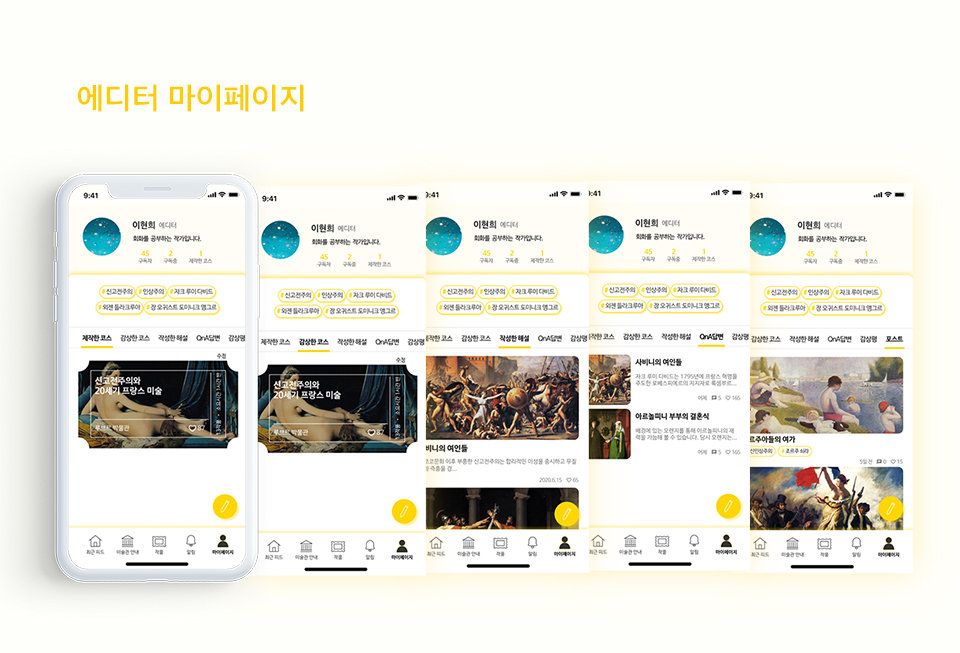 에디터 마이페이지
9:41
이현희 에디터
회화를 공부하는 작가입니다.
45 2 1
구독자 구독중 제작한 코스
#신고전주의 #인상주의 #자크 루이 다비드
#외젠 들라크루아 #장 오귀스트 도미니크 앵그르
제작한 코스 감상한 코스 작성한 해설 QnA답변 감상평
수정
신고전주의와
20세기 프랑스 미술
루브르 박물관
87
최근 피드 미술관 안내 작품 알림 마이페이지
9:41
이현희 에디터
회화를 공부하는 작가입니다.
45 2 1
구독자 구독중 제작한 코스
#신고전주의 #인상주의 #자크 루이 다비드
#외젠 들라크루아 #장 오귀스트 도미니크 앵그르
제작한 코스 감상한 코스 작성한 해설 QnA답변 감상평
수정
신고전주의와
20세기 프랑스 미술
루브르 박물관
87
최근 피드 미술관 안내 작품 알림 마이페이지
9:41
이현희 에디터
회화를 공부하는 작가입니다.
45 2 1
구독자 구독중 제작한 코스
#신고전주의 #인상주의 #자크 루이 다비드
#외젠 들라크루아 #장 오귀스트 도미니크 앵그르
작한 코스 감상한 코스 작성한 해설 QnA답변 감상명
의 여인들
문화 이후 부흥한 신고전주의는 합리적인 이성을 중시하고 무질
2020.6.15 65
최근 피드 미술관 안내 작품 알림 마이페이지
9:41
이현희 에디터
회화를 공부하는 작가입니다.
45 2 1
구독자 구독중 제작한 코스
#신고전주의 #인상주의 #자크 루이 다비드
#외젠 들라크루아 #장 오귀스트 도미니크 앵그르
작한 코스 감상한 코스 작성한 해설 QnA답변 감상명
사비니의 여인들
자크 루이 다비드는 1795년에 프랑스 혁명을
주도한 로베스피에르의 지지자로 룩셈부르...
어제 5 165
아르놀피니 부부의 결혼식
배경에 있는 오렌지를 통해 아르놀피니의 재
력을 가늠해 볼 수 있습니다. 당시 오렌지는...
어제 5 165
최근 피드 미술관 안내 작품 알림 마이페이지
9:41
이현희 에디터
회화를 공부하는 작가입니다.
45 2 1
구독자 구독중 제작한 코스
#신고전주의 #인상주의 #자크 루이 다비드
#외젠 들라크루아 #장 오귀스트 도미니크 앵그르
감상한 코스 작성한 해설 QnA답변 감상명 포스트
르주아들의 여가
신인상주의 #조르주 쇠라
5일 전 0 15
최근 피드 미술관 안내 작품 알림 마이페이지